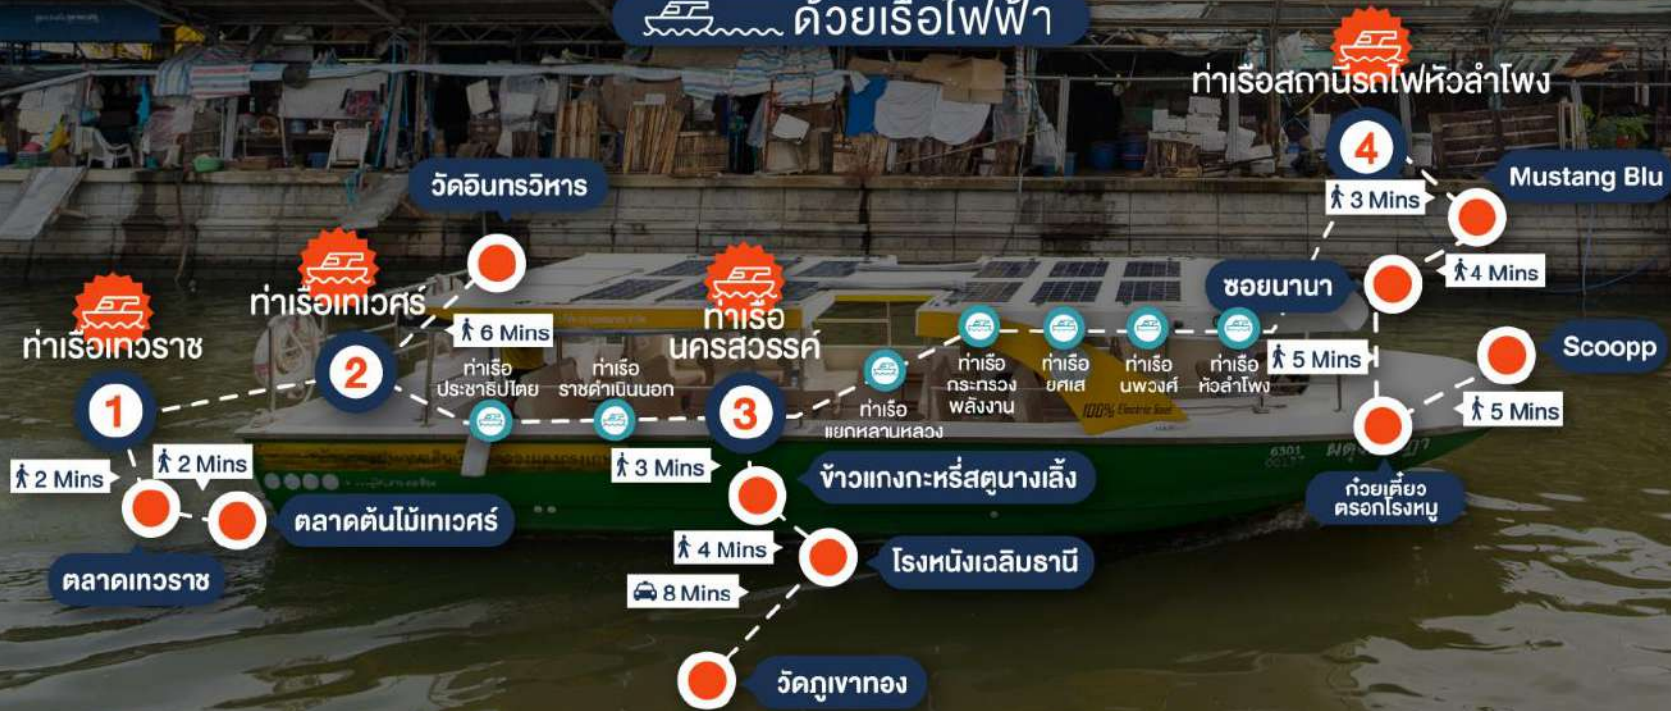 ด้วยเรือไฟฟ้า
ท่าเรือสถานีรถไฟหัวลำโพง
4
Mustang Blu
3 Mins
วัดอินทรวิหาร
4 Mins
ซอยนานา
ท่าเรือเทเวศร์
2
6 Mins
ท่าเรือเทวราช
1
ท่าเรือ
ประชาธิปไตย
ท่าเรือ
ราชดำเนินนอก
ท่าเรือ
นครสวรรค์
3
ท่าเรือ
แยกหลานหลวง
ท่าเรือ
กระทรวง
พลังงาน
ท่าเรือ
ยศเส
ท่าเรือ
นพวงศ์
ท่าเรือ
หัวลำโพง
5 Mins
Scoopp
5 Mins
100% Electric Boat
6301
ก๋วยเตี๋ยว
ตรอกโรงหมู
2 Mins
2 Mins
ตลาดต้นไม้เทเวศร์
ตลาดเทวราช
3 Mins
ข้าวแกงกะหรี่สตูนางเลิ้ง
4 Mins
โรงหนังเฉลิมธานี
8 Mins
วัดภูเขาทอง